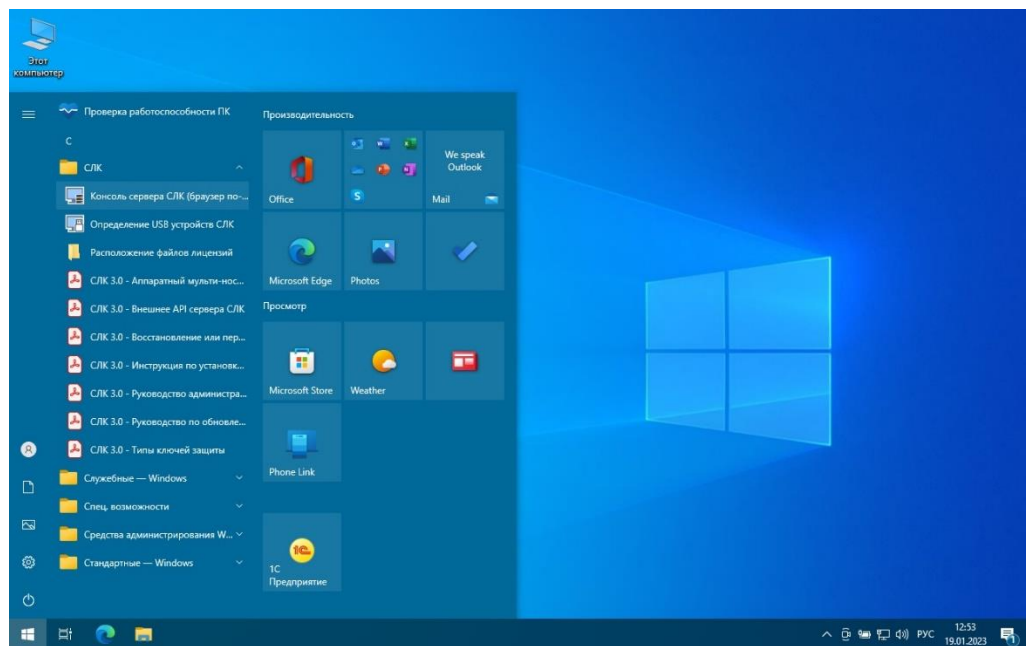 Этот
компьютер
Проверка работоспособности ПК
С
СЛК
Консоль сервера СЛК (браузер по-...
Определение USB устройств СЛК
Расположение файлов лицензий
СЛК 3.0 - Аппаратный мульти-нос...
СЛК 3.0 - Внешнее API сервера СЛК
СЛК 3.0 - Восстановление или пер...
СЛК 3.0 - Инструкция по установк...
СЛК 3.0 - Руководство администра...
СЛК 3.0 - Руководство по обновле...
СЛК 3.0 - Типы ключей защиты
Служебные — Windows
Спец. возможности
Средства администрирования W...
Стандартные — Windows
Производительность
We speak
Outlook
Office
Mail
Microsoft Edge
Photos
Просмотр
Microsoft Store
Weather
Phone Link
1С
1С
Предприятие
РУС
12:53
19.01.2023
1